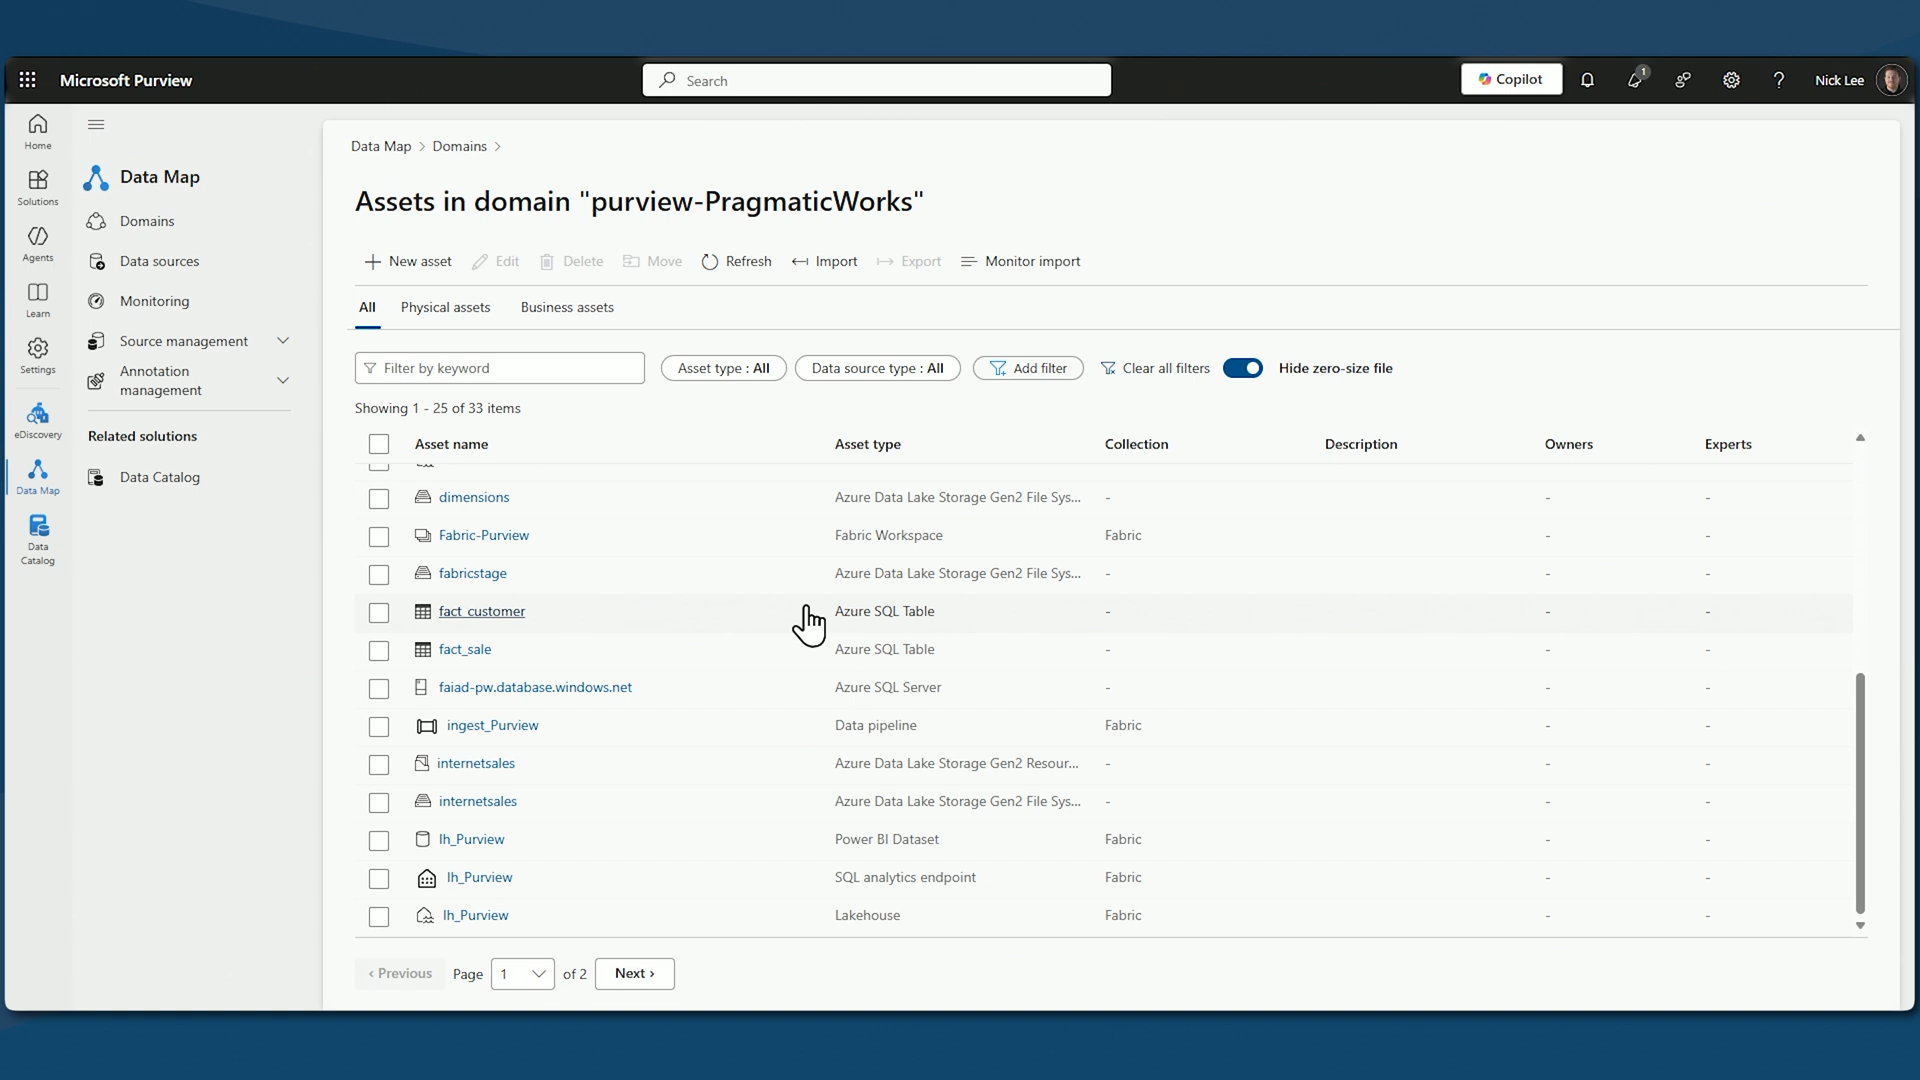 Microsoft Purview
Search
Copilot
1
Nick Lee
Home
Solutions
Agents
Learn
Settings
eDiscovery
Data Map
Data
Catalog
Data Map
Domains
Data sources
Monitoring
Source management
Annotation
management
Related solutions
Data Catalog
Data Map > Domains >
Assets in domain "purview-PragmaticWorks"
New asset Edit Delete Move Refresh Import Export Monitor import
All Physical assets Business assets
Filter by keyword Asset type : All Data source type : All Add filter Clear all filters Hide zero-size file
Showing 1 - 25 of 33 items
Asset name Asset type Collection Description Owners Experts
dimensions Azure Data Lake Storage Gen2 File Sys... - - -
Fabric-Purview Fabric Workspace Fabric - -
fabricstage Azure Data Lake Storage Gen2 File Sys... - - -
fact_customer Azure SQL Table - - -
fact_sale Azure SQL Table - - -
faiad-pw.database.windows.net Azure SQL Server - - -
ingest_Purview Data pipeline Fabric - -
internetsales Azure Data Lake Storage Gen2 Resour... - - -
internetsales Azure Data Lake Storage Gen2 File Sys... - - -
lh_Purview Power BI Dataset Fabric - -
lh_Purview SQL analytics endpoint Fabric - -
lh_Purview Lakehouse Fabric - -
‹ Previous Page 1 of 2 Next ›